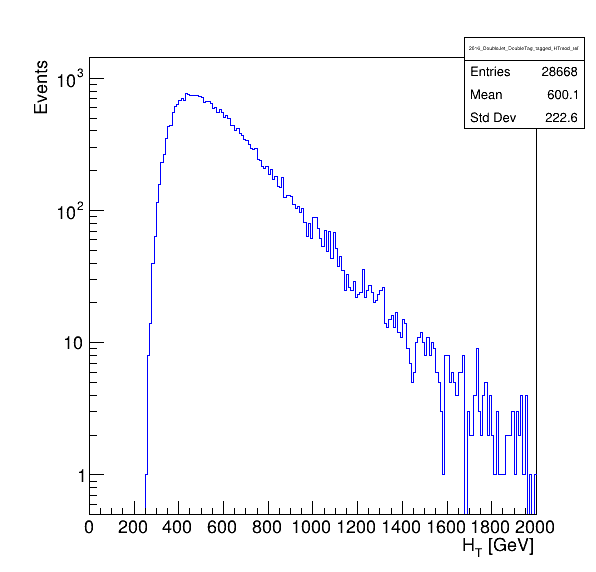 2016_DoubleJet_DoubleTag_tagged_HTmod_ref
Entries 28668
Mean 600.1
Std Dev 222.6
Events
10³
10²
10
1
0 200 400 600 800 1000 1200 1400 1600 1800 2000
H_T [GeV]